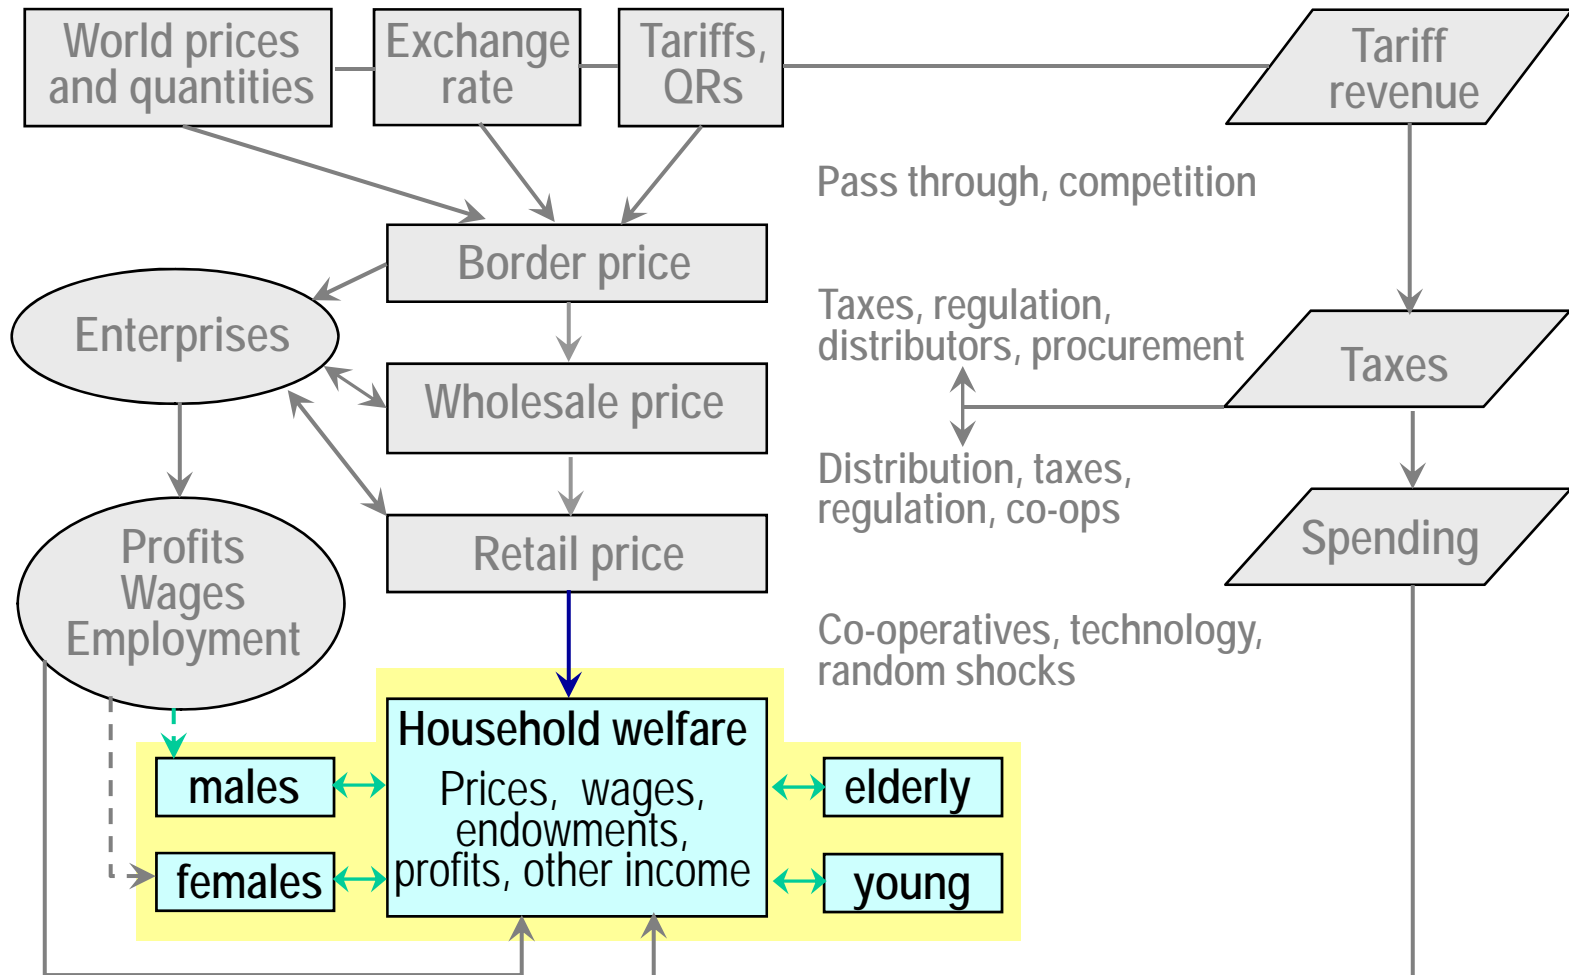 World prices
and quantities
Exchange
rate
Tariffs,
QRs
Tariff
revenue
Pass through, competition
Border price
Enterprises
Taxes, regulation,
distributors, procurement
Taxes
Wholesale price
Distribution, taxes,
regulation, co-ops
Spending
Profits
Wages
Employment
Retail price
Co-operatives, technology,
random shocks
Household welfare
Prices, wages,
endowments,
profits, other income
males
females
elderly
young